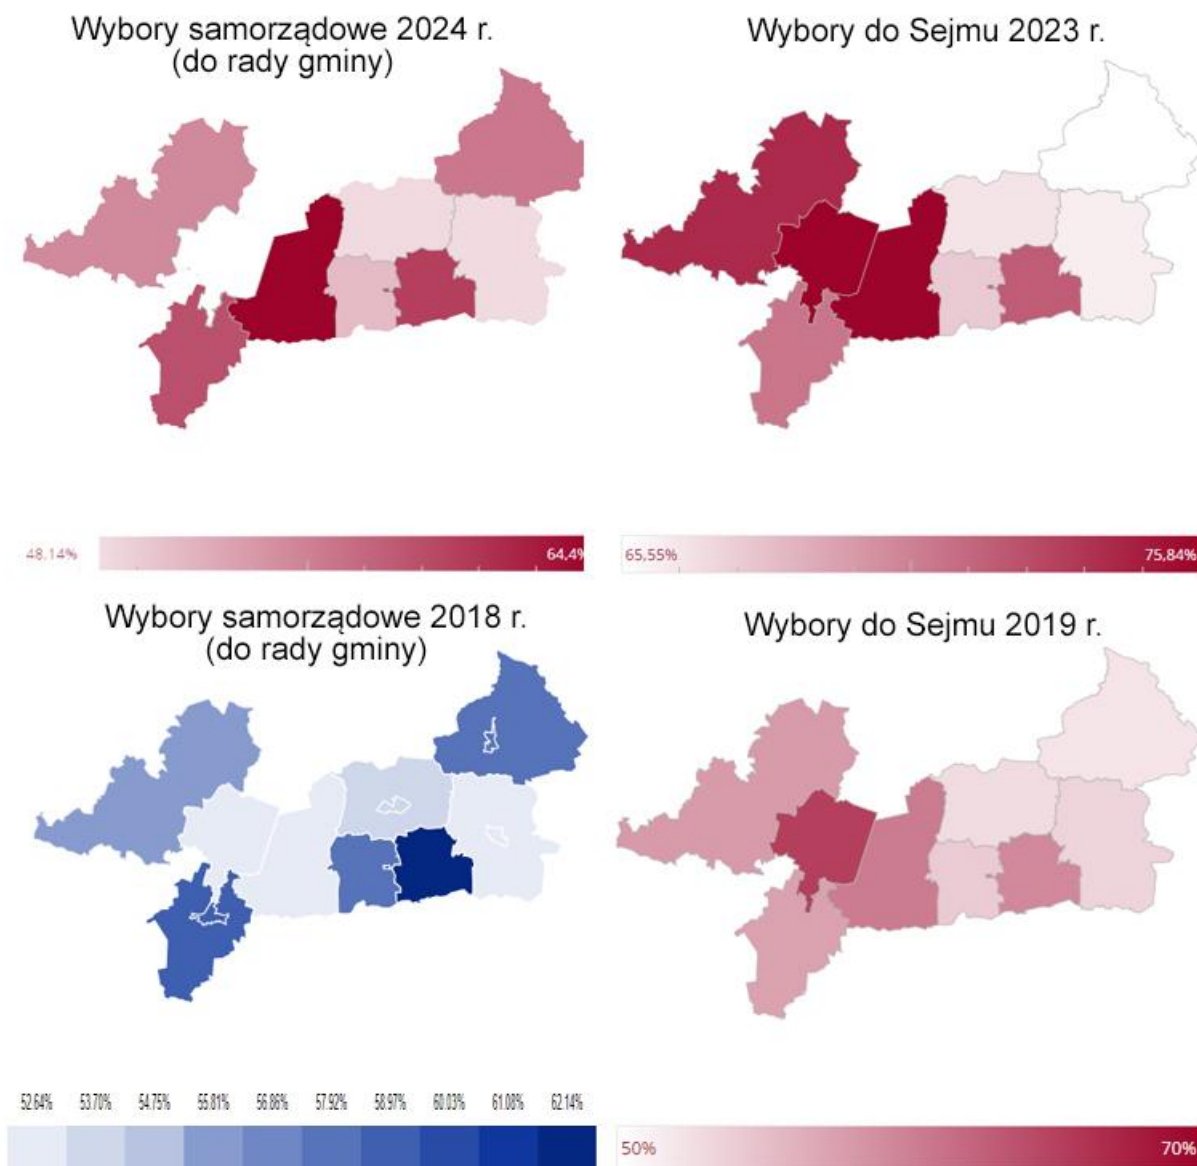 Wybory samorządowe 2024 r.
(do rady gminy)
Wybory do Sejmu 2023 r.
48,14%
64,4%
65,55%
75,84%
Wybory samorządowe 2018 r.
(do rady gminy)
Wybory do Sejmu 2019 r.
52.64% 53.70% 54.75% 55.81% 56.86% 57.92% 58.97% 60.03% 61.08% 62.14%
50%
70%